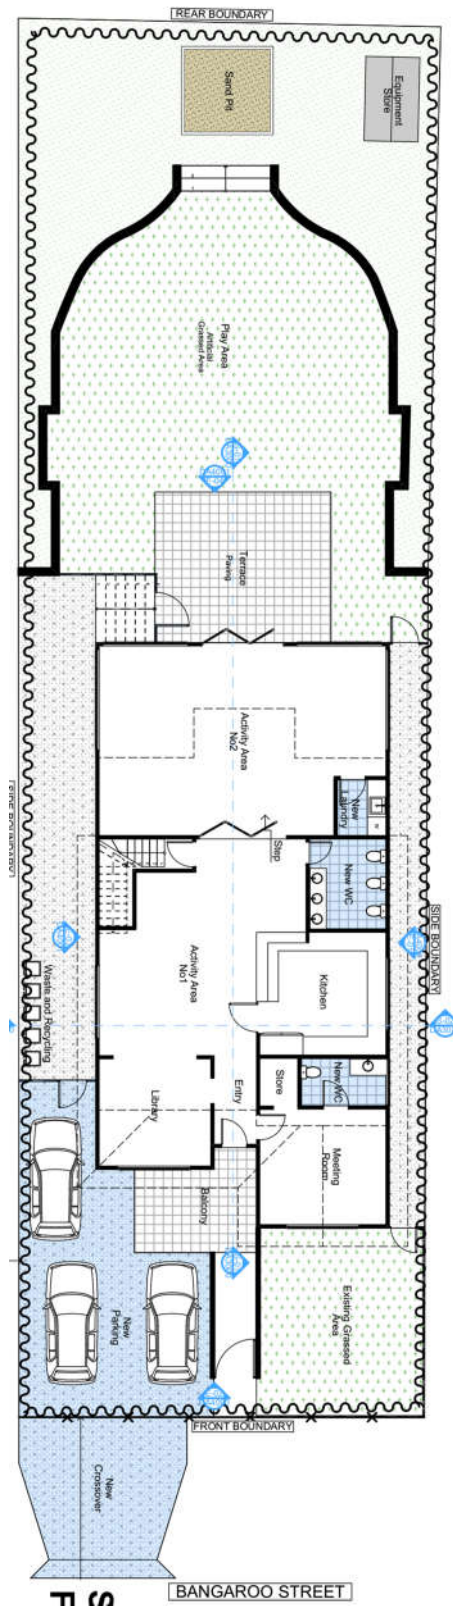 REAR BOUNDARY
Sand Pit
Equipment
Store
Play Area
Artificial
Grassed Area
Terrace
Paving
Activity Area
No2
New
Laundry
Step
New WC
SIDE BOUNDARY
SIDE BOUNDARY
Activity Area
No1
Kitchen
Waste and Recycling
Store
New WC
Entry
Library
Meeting
Room
Balcony
Existing Grassed
Area
New
Parking
FRONT BOUNDARY
New
Crossover
BANGAROO STREET
S
F